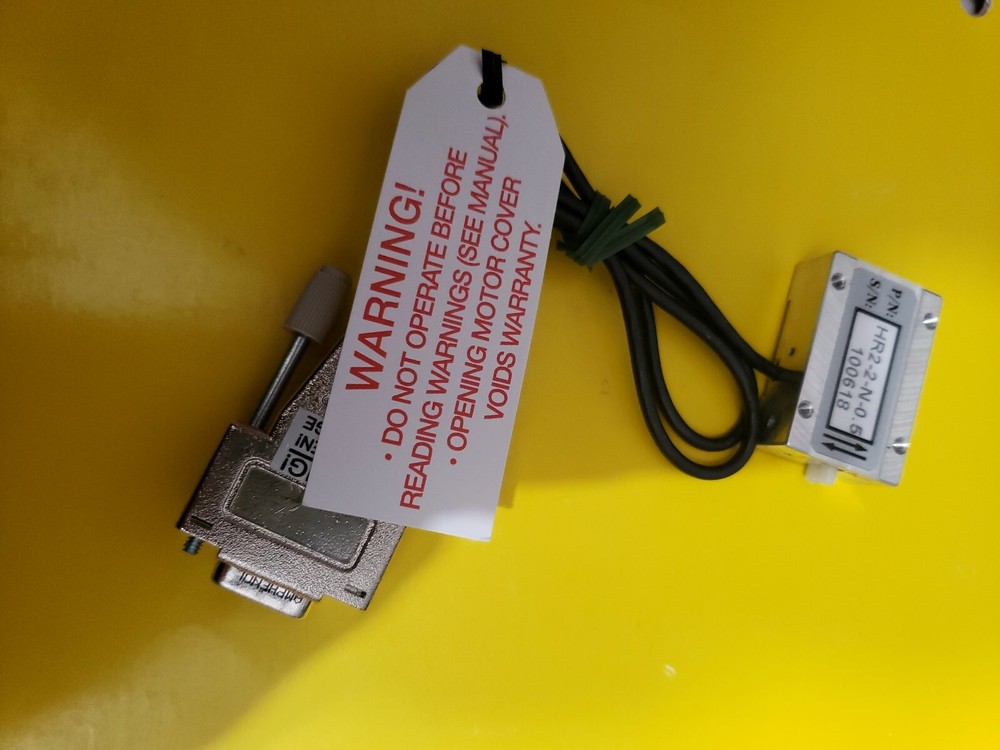 WARNING!
• DO NOT OPERATE BEFORE
READING WARNINGS (SEE MANUAL).
• OPENING MOTOR COVER
VOIDS WARRANTY.
P/N: HR2-2-N-0.5
S/N: 100618
AMPHENOL